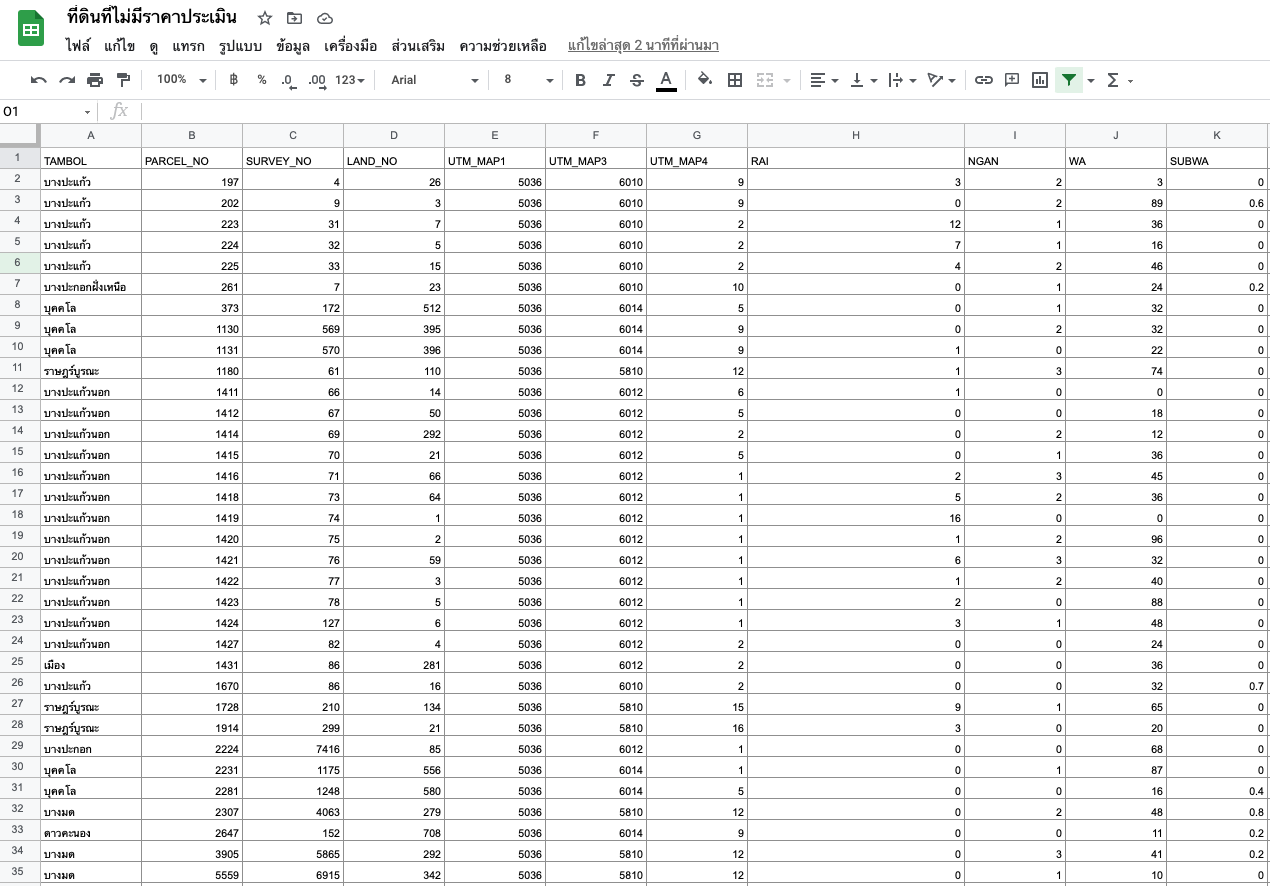 ที่ดินที่ไม่มีราคาประเมิน
ไฟล์ แก้ไข ดู แทรก รูปแบบ ข้อมูล เครื่องมือ ส่วนเสริม ความช่วยเหลือ แก้ไขล่าสุด 2 นาทีที่ผ่านมา
100% ฿ % .0 .00 123 Arial 8 B I S A Σ
O1 fx
A B C D E F G H I J K
1 TAMBOL PARCEL_NO SURVEY_NO LAND_NO UTM_MAP1 UTM_MAP3 UTM_MAP4 RAI NGAN WA SUBWA
2 บางปะแก้ว 197 4 26 5036 6010 9 3 2 3 0
3 บางปะแก้ว 202 9 3 5036 6010 9 0 2 89 0.6
4 บางปะแก้ว 223 31 7 5036 6010 2 12 1 36 0
5 บางปะแก้ว 224 32 5 5036 6010 2 7 1 16 0
6 บางปะแก้ว 225 33 15 5036 6010 2 4 2 46 0
7 บางปะกอกฝั่งเหนือ 261 7 23 5036 6010 10 0 1 24 0.2
8 บุคคโล 373 172 512 5036 6014 5 0 1 32 0
9 บุคคโล 1130 569 395 5036 6014 9 0 2 32 0
10 บุคคโล 1131 570 396 5036 6014 9 1 0 22 0
11 ราษฎร์บูรณะ 1180 61 110 5036 5810 12 1 3 74 0
12 บางปะแก้วนอก 1411 66 14 5036 6012 6 1 0 0 0
13 บางปะแก้วนอก 1412 67 50 5036 6012 5 0 0 18 0
14 บางปะแก้วนอก 1414 69 292 5036 6012 2 0 2 12 0
15 บางปะแก้วนอก 1415 70 21 5036 6012 5 0 1 36 0
16 บางปะแก้วนอก 1416 71 66 5036 6012 1 2 3 45 0
17 บางปะแก้วนอก 1418 73 64 5036 6012 1 5 2 36 0
18 บางปะแก้วนอก 1419 74 1 5036 6012 1 16 0 0 0
19 บางปะแก้วนอก 1420 75 2 5036 6012 1 1 2 96 0
20 บางปะแก้วนอก 1421 76 59 5036 6012 1 6 3 32 0
21 บางปะแก้วนอก 1422 77 3 5036 6012 1 1 2 40 0
22 บางปะแก้วนอก 1423 78 5 5036 6012 1 2 0 88 0
23 บางปะแก้วนอก 1424 127 6 5036 6012 1 3 1 48 0
24 บางปะแก้วนอก 1427 82 4 5036 6012 2 0 0 24 0
25 เมือง 1431 86 281 5036 6012 2 0 0 36 0
26 บางปะแก้ว 1670 86 16 5036 6010 2 0 0 32 0.7
27 ราษฎร์บูรณะ 1728 210 134 5036 5810 15 9 1 65 0
28 ราษฎร์บูรณะ 1914 299 21 5036 5810 16 3 0 20 0
29 บางปะกอก 2224 7416 85 5036 6012 1 0 0 68 0
30 บุคคโล 2231 1175 556 5036 6014 1 0 1 87 0
31 บุคคโล 2281 1248 580 5036 6014 5 0 0 16 0.4
32 บางมด 2307 4063 279 5036 5810 12 0 2 48 0.8
33 ดาวคะนอง 2647 152 708 5036 6014 9 0 0 11 0.2
34 บางมด 3905 5865 292 5036 5810 12 0 3 41 0.2
35 บางมด 5559 6915 342 5036 5810 12 0 1 10 0